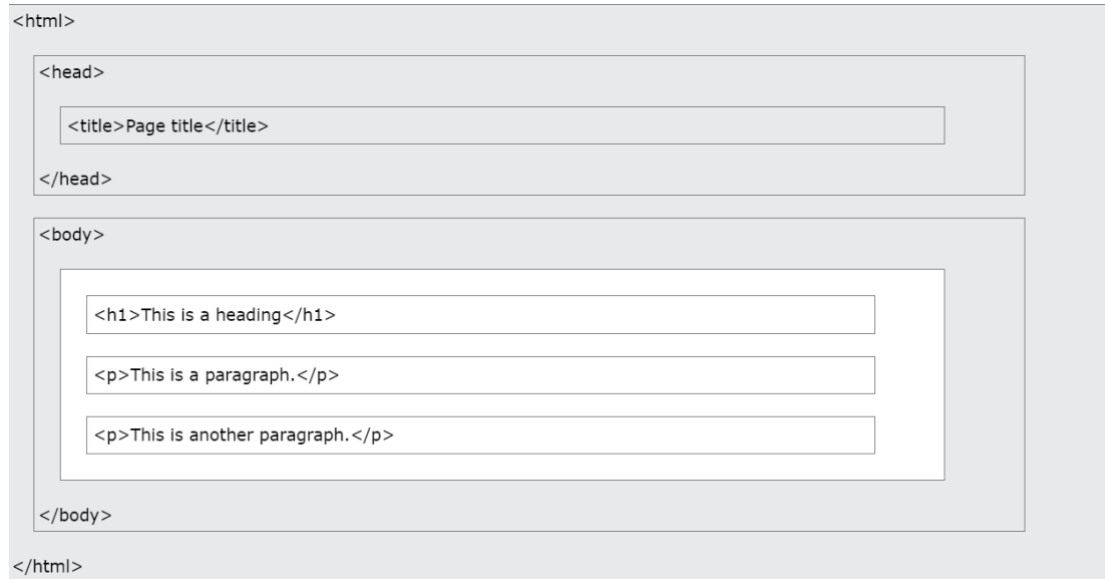 <html>
<head>
<title>Page title</title>
</head>
<body>
<h1>This is a heading</h1>
<p>This is a paragraph.</p>
<p>This is another paragraph.</p>
</body>
</html>